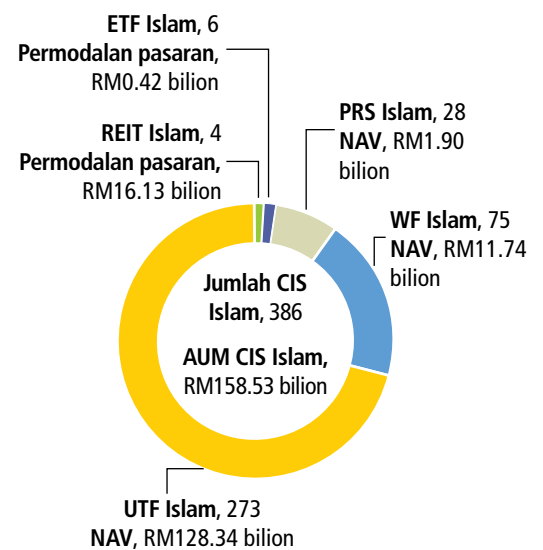 ETF Islam, 6
Permodalan pasaran,
RM0.42 bilion
REIT Islam, 4
Permodalan pasaran,
RM16.13 bilion
PRS Islam, 28
NAV, RM1.90
bilion
WF Islam, 75
NAV, RM11.74
bilion
Jumlah CIS
Islam, 386
AUM CIS Islam,
RM158.53 bilion
UTF Islam, 273
NAV, RM128.34 bilion